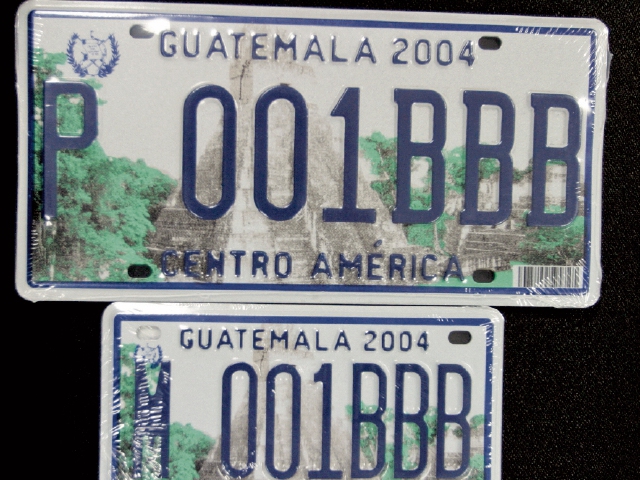 GUATEMALA 2004
P 001BBB
CENTRO AMÉRICA
GUATEMALA 2004
001BBB